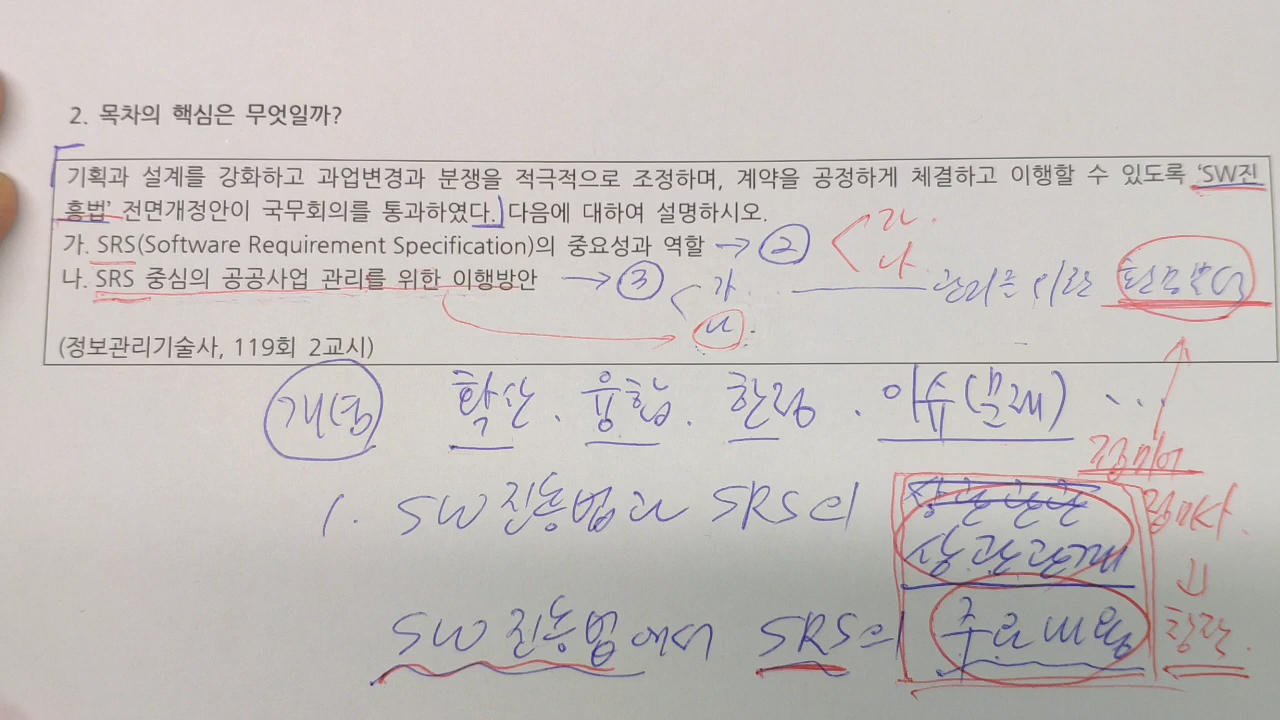 2. 목차의 핵심은 무엇일까?
기획과 설계를 강화하고 과업변경과 분쟁을 적극적으로 조정하며, 계약을 공정하게 체결하고 이행할 수 있도록 'SW진
흥법' 전면개정안이 국무회의를 통과하였다. 다음에 대하여 설명하시오.
가. SRS(Software Requirement Specification)의 중요성과 역할 → ② 가. 나.
나. SRS 중심의 공공사업 관리를 위한 이행방안 → ③ 가. 나.
(정보관리기술사, 119회 2교시)
개념 확산. 융합. 한정. 이슈(문제) ...
1. SW진흥법과 SRS의 상관관계
SW진흥법에서 SRS의 주요내용